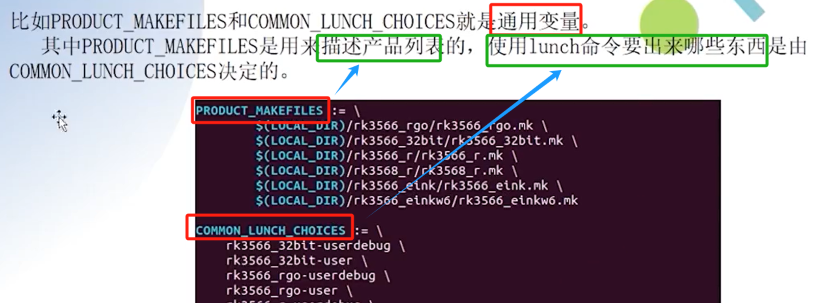 比如PRODUCT_MAKEFILES和COMMON_LUNCH_CHOICES就是通用变量。
其中PRODUCT_MAKEFILES是用来描述产品列表的，使用lunch命令要出来哪些东西是由
COMMON_LUNCH_CHOICES决定的。
PRODUCT_MAKEFILES := \
$(LOCAL_DIR)/rk3566_rgo/rk3566_rgo.mk \
$(LOCAL_DIR)/rk3566_32bit/rk3566_32bit.mk \
$(LOCAL_DIR)/rk3566_r/rk3566_r.mk \
$(LOCAL_DIR)/rk3568_r/rk3568_r.mk \
$(LOCAL_DIR)/rk3566_eink/rk3566_eink.mk \
$(LOCAL_DIR)/rk3566_einkw6/rk3566_einkw6.mk
COMMON_LUNCH_CHOICES := \
rk3566_32bit-userdebug \
rk3566_32bit-user \
rk3566_rgo-userdebug \
rk3566_rgo-user \